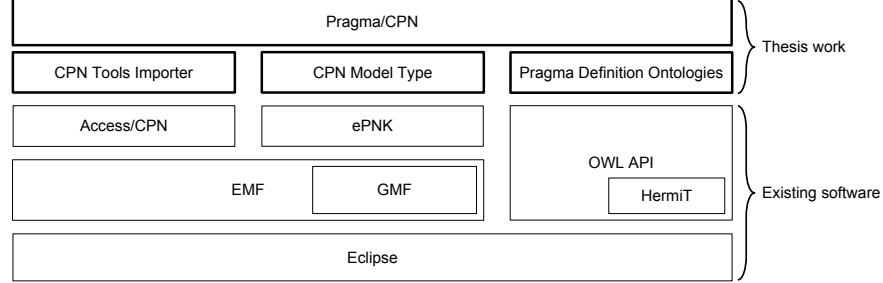 Pragma/CPN
Thesis work
CPN Tools Importer
CPN Model Type
Pragma Definition Ontologies
Access/CPN
ePNK
OWL API
EMF
GMF
HermiT
Existing software
Eclipse